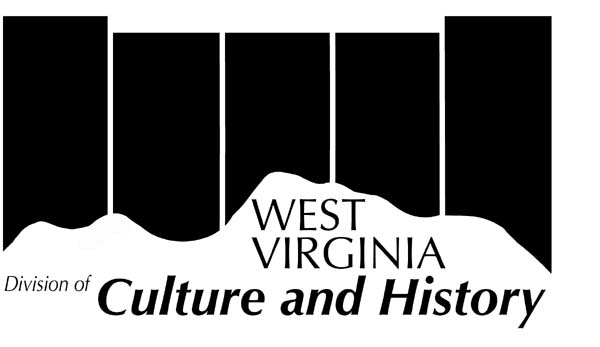 WEST
VIRGINIA
Division of Culture and History